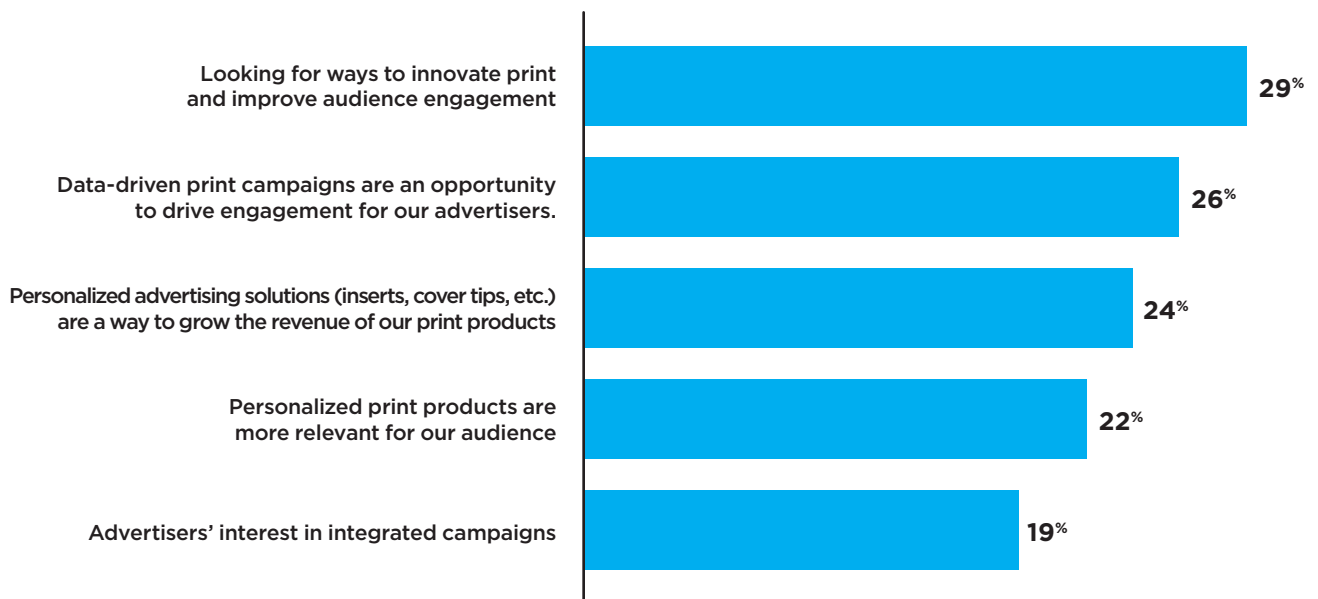 Looking for ways to innovate print
and improve audience engagement
29%
Data-driven print campaigns are an opportunity
to drive engagement for our advertisers.
26%
Personalized advertising solutions (inserts, cover tips, etc.)
are a way to grow the revenue of our print products
24%
Personalized print products are
more relevant for our audience
22%
Advertisers’ interest in integrated campaigns
19%